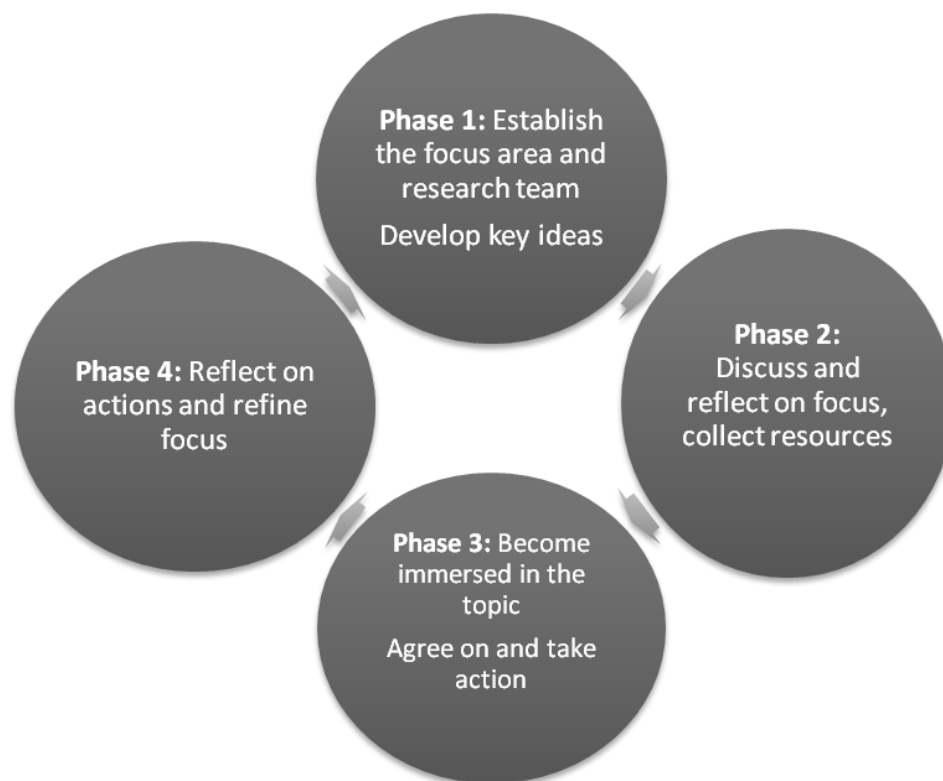 Phase 1: Establish
the focus area and
research team
Develop key ideas
Phase 2:
Discuss and
reflect on focus,
collect resources
Phase 3: Become
immersed in the
topic
Agree on and take
action
Phase 4: Reflect on
actions and refine
focus